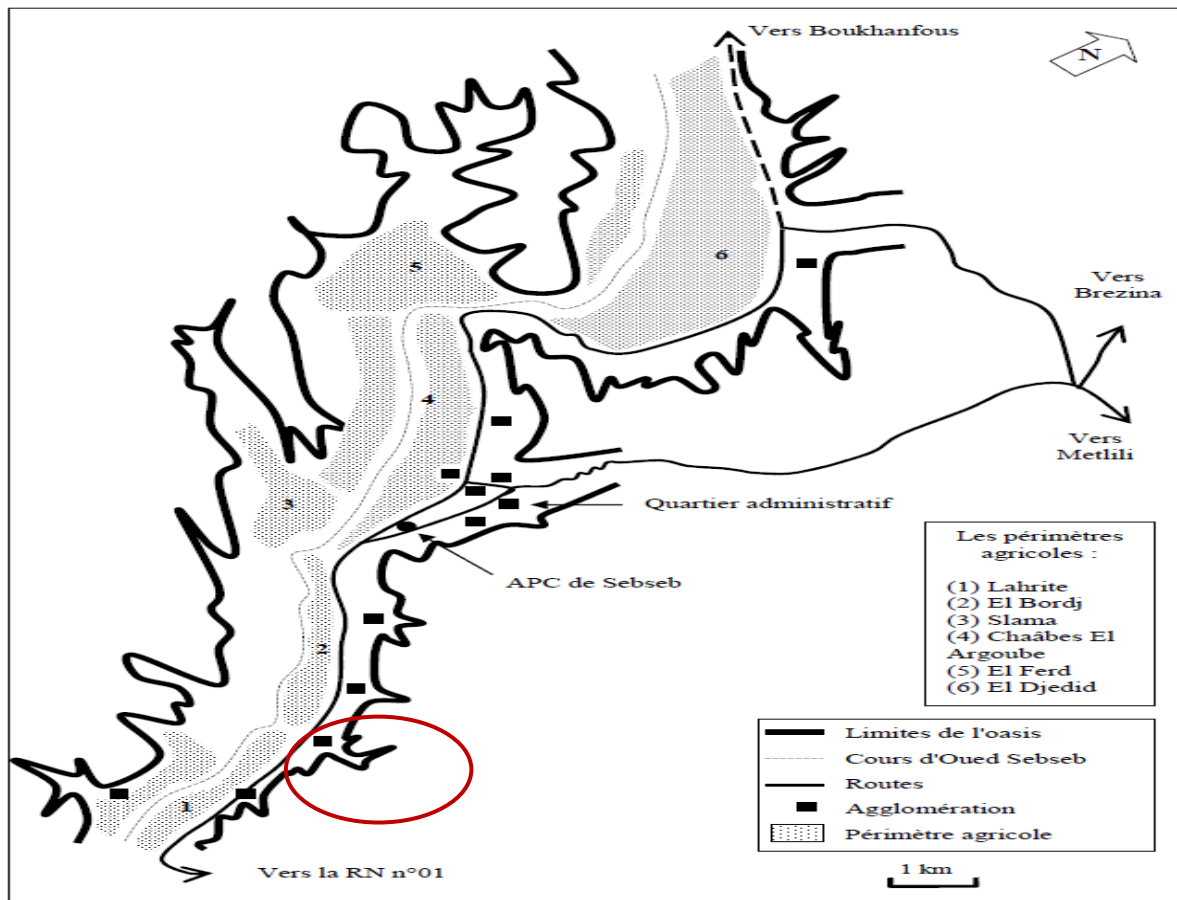 Vers Boukhanfous
N
6
5
Vers
Brezina
4
Vers
Metlili
3
Quartier administratif
APC de Sebseb
Les périmètres
agricoles :
(1) Lahrite
(2) El Bordj
(3) Slama
(4) Chaâbes El
Argoube
(5) El Ferd
(6) El Djedid
2
Limites de l'oasis
Cours d'Oued Sebseb
Routes
Agglomération
Périmètre agricole
1
Vers la RN n°01
1 km